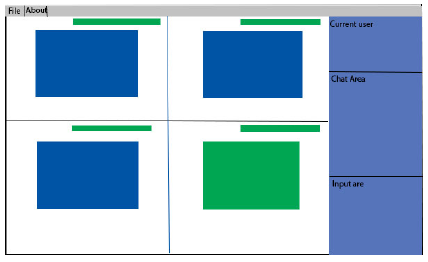 File About
Current user
Chat Area
Input are